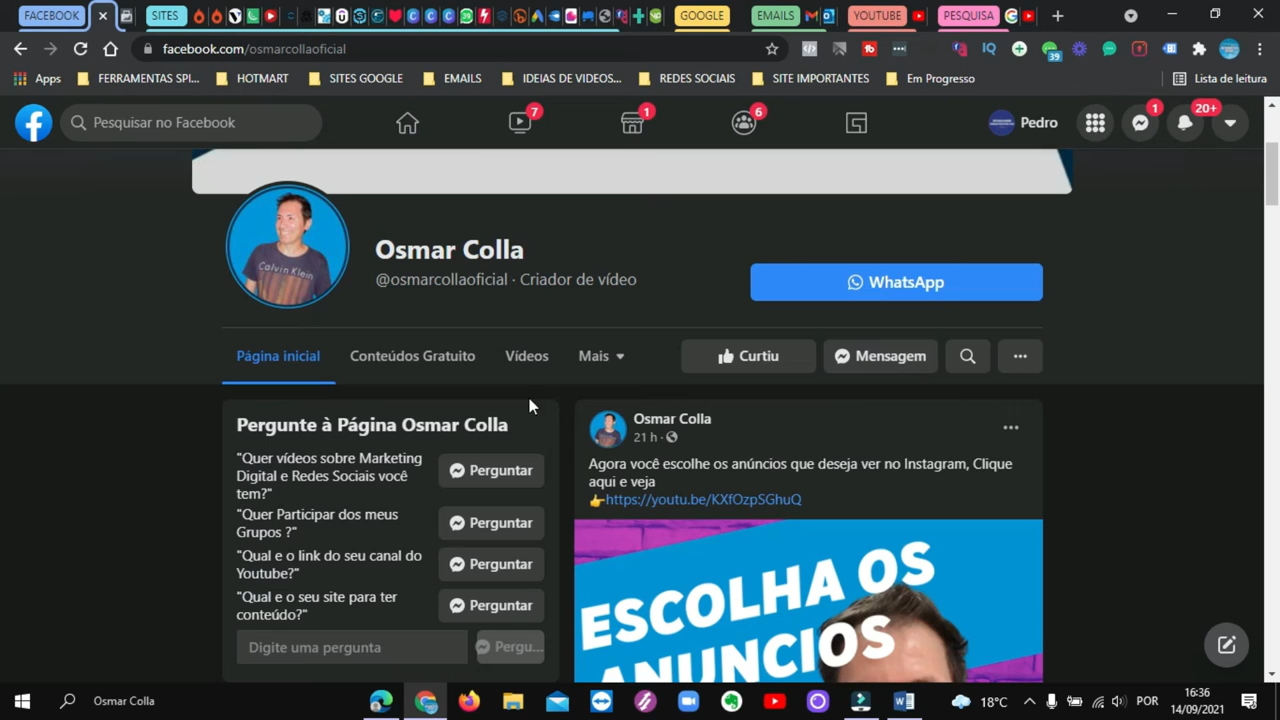 FACEBOOK
SITES
GOOGLE
EMAILS
YOUTUBE
PESQUISA
facebook.com/osmarcollaoficial
39
Apps
FERRAMENTAS SPI...
HOTMART
SITES GOOGLE
EMAILS
IDEIAS DE VIDEOS...
REDES SOCIAIS
SITE IMPORTANTES
Em Progresso
Lista de leitura
Pesquisar no Facebook
7
1
6
Pedro
1
20+
Calvin Klein
Osmar Colla
@osmarcollaoficial · Criador de vídeo
WhatsApp
Página inicial
Conteúdos Gratuito
Vídeos
Mais
Curtiu
Mensagem
Pergunte à Página Osmar Colla
"Quer vídeos sobre Marketing
Digital e Redes Sociais você
tem?"
Perguntar
"Quer Participar dos meus
Grupos ?"
Perguntar
"Qual e o link do seu canal do
Youtube?"
Perguntar
"Qual e o seu site para ter
conteúdo?"
Perguntar
Digite uma pergunta
Pergu...
Osmar Colla
21 h ·
Agora você escolhe os anúncios que deseja ver no Instagram, Clique
aqui e veja
👉https://youtu.be/KXfOzpSGhuQ
ESCOLHA OS
ANUNCIOS
Osmar Colla
18°C
POR
16:36
14/09/2021